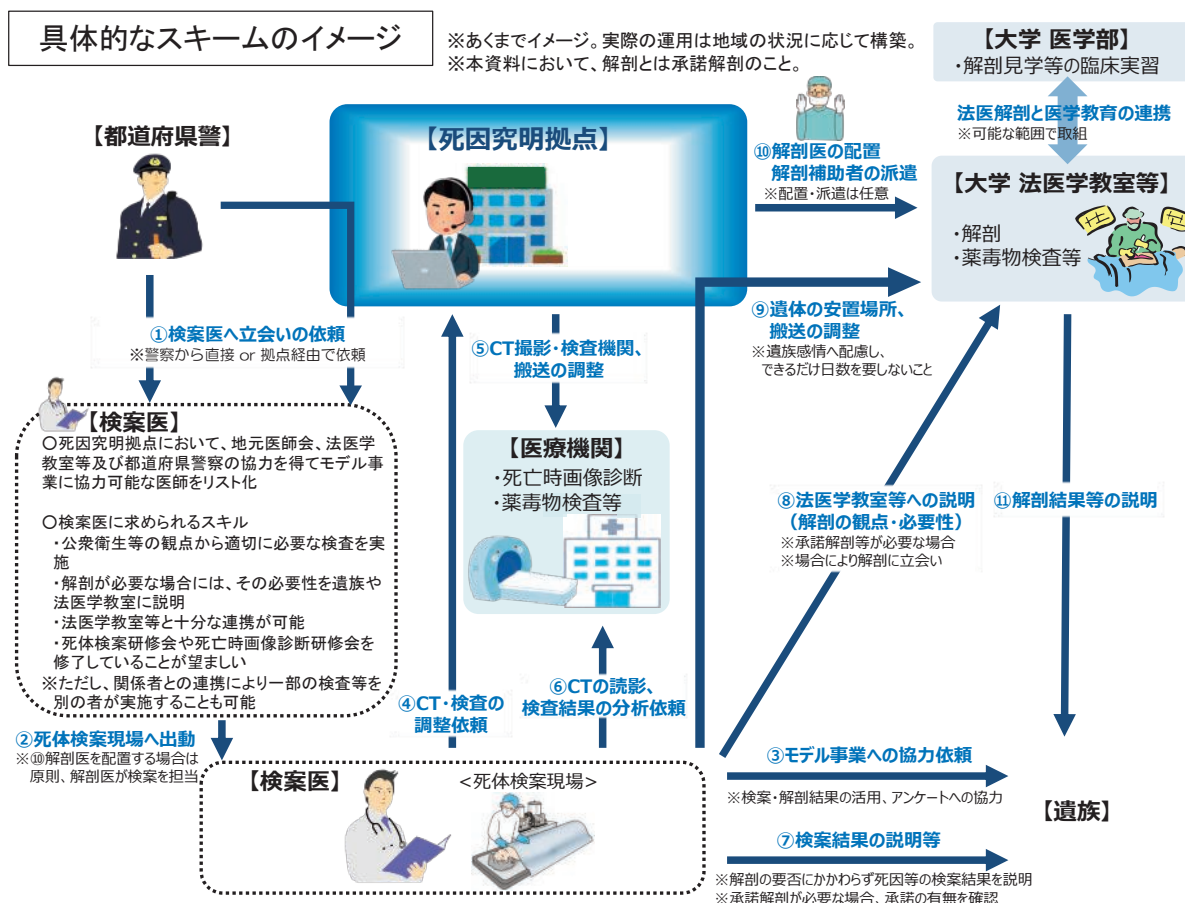 具体的なスキームのイメージ
※あくまでイメージ。実際の運用は地域の状況に応じて構築。
※本資料において、解剖とは承諾解剖のこと。
【大学 医学部】
・解剖見学等の臨床実習
法医解剖と医学教育の連携
※可能な範囲で取組
【都道府県警】
【死因究明拠点】
⑩解剖医の配置
解剖補助者の派遣
※配置・派遣は任意
【大学 法医学教室等】
・解剖
・薬毒物検査等
①検案医へ立会いの依頼
※警察から直接 or 拠点経由で依頼
⑤CT撮影・検査機関、
搬送の調整
⑨遺体の安置場所、
搬送の調整
※遺族感情へ配慮し、
できるだけ日数を要しないこと
【検案医】
〇死因究明拠点において、地元医師会、法医学
教室等及び都道府県警察の協力を得てモデル事
業に協力可能な医師をリスト化
〇検案医に求められるスキル
・公衆衛生等の観点から適切に必要な検査を実
施
・解剖が必要な場合には、その必要性を遺族や
法医学教室に説明
・法医学教室等と十分な連携が可能
・死体検案研修会や死亡時画像診断研修会を
修了していることが望ましい
※ただし、関係者との連携により一部の検査等を
別の者が実施することも可能
【医療機関】
・死亡時画像診断
・薬毒物検査等
⑧法医学教室等への説明
（解剖の観点・必要性）
※承諾解剖等が必要な場合
※場合により解剖に立会い
⑪解剖結果等の説明
②死体検案現場へ出動
※⑩解剖医を配置する場合は
原則、解剖医が検案を担当
④CT・検査の
調整依頼
⑥CTの読影、
検査結果の分析依頼
【検案医】
<死体検案現場>
③モデル事業への協力依頼
※検案・解剖結果の活用、アンケートへの協力
【遺族】
⑦検案結果の説明等
※解剖の要否にかかわらず死因等の検案結果を説明
※承諾解剖が必要な場合、承諾の有無を確認